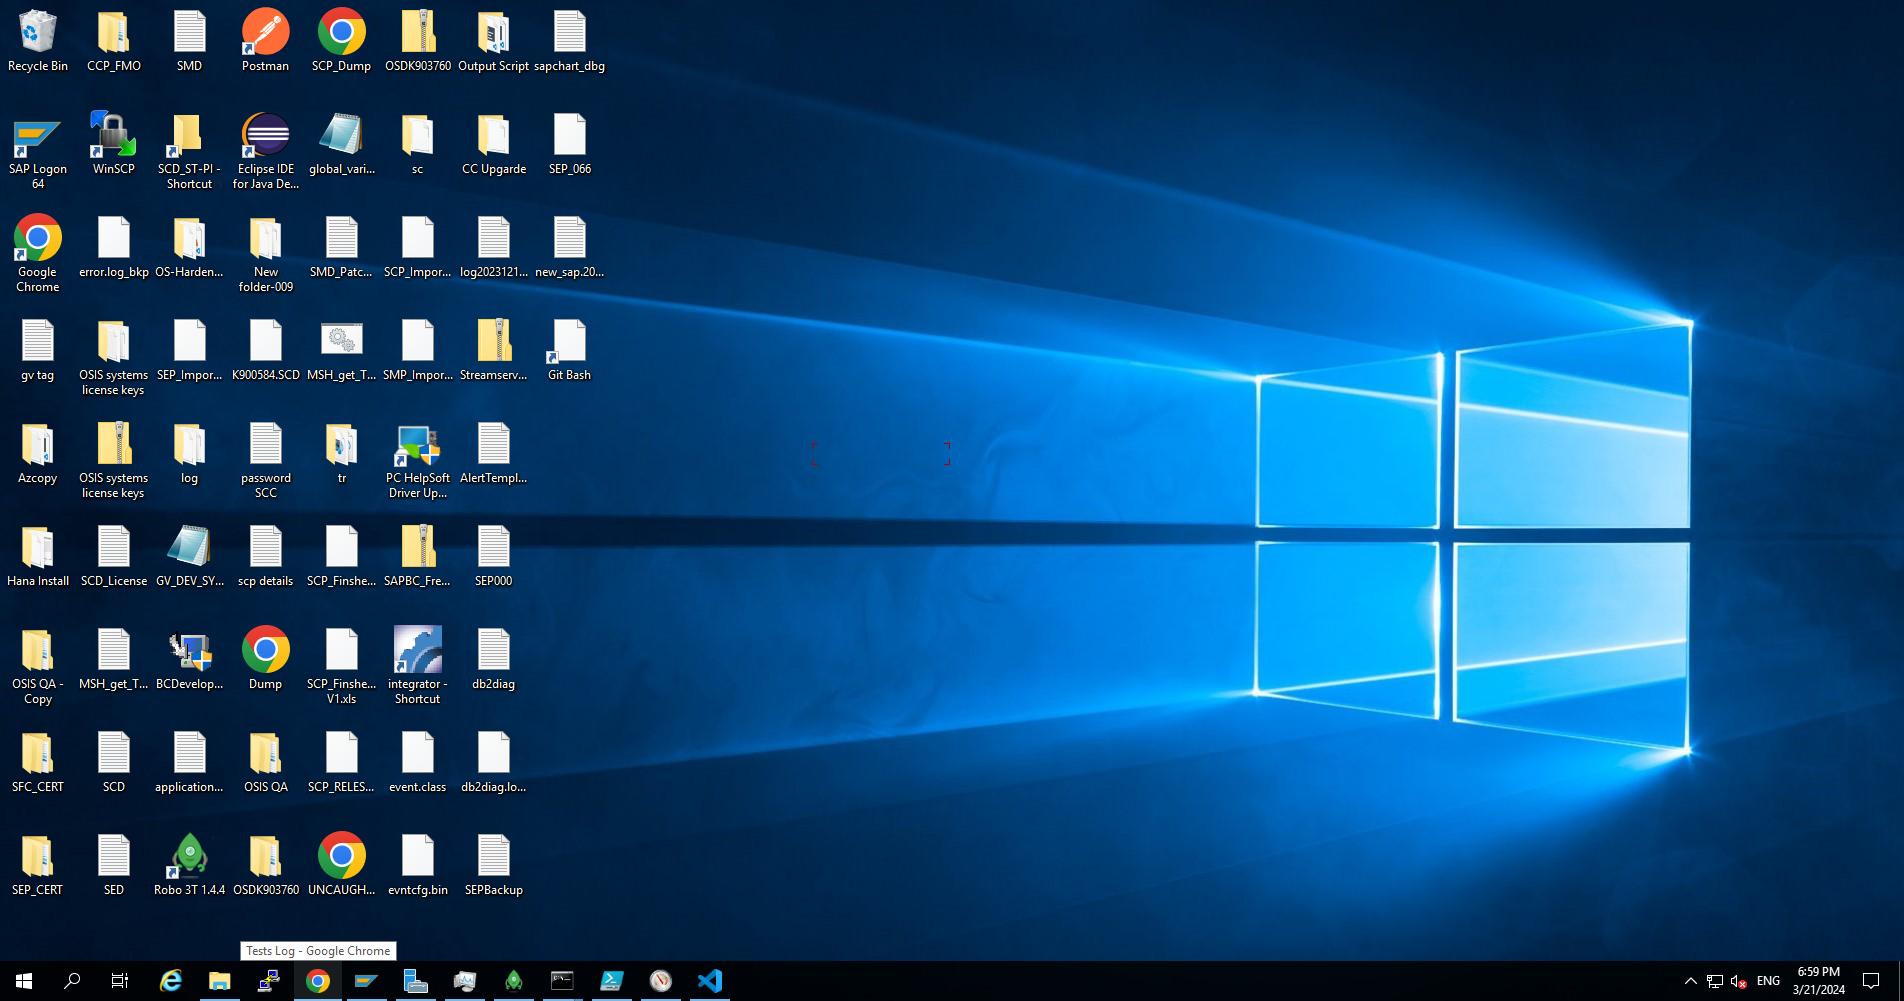 Recycle Bin
CCP_FMO
SMD
Postman
SCP_Dump
OSDK903760
Output Script
sapchart_dbg
SAP Logon
64
WinSCP
SCD_ST-PI -
Shortcut
Eclipse IDE
for Java De...
global_vari...
sc
CC Upgarde
SEP_066
Google
Chrome
error.log_bkp
OS-Harden...
New
folder-009
SMD_Patc...
SCP_Impor...
log2023121...
new_sap.20...
gv tag
OSIS systems
license keys
SEP_Impor...
K900584.SCD
MSH_get_T...
SMP_Impor...
Streamserv...
Git Bash
Azcopy
OSIS systems
license keys
log
password
SCC
tr
PC HelpSoft
Driver Up...
AlertTempl...
Hana Install
SCD_License
GV_DEV_SY...
scp details
SCP_Finshe...
SAPBC_Fre...
SEP000
OSIS QA -
Copy
MSH_get_T...
BCDevelop...
Dump
SCP_Finshe...
V1.xls
integrator -
Shortcut
db2diag
SFC_CERT
SCD
application...
OSIS QA
SCP_RELES...
event.class
db2diag.lo...
SEP_CERT
SED
Robo 3T 1.4.4
OSDK903760
UNCAUGH...
evntcfg.bin
SEPBackup
Tests Log - Google Chrome
ENG
6:59 PM
3/21/2024